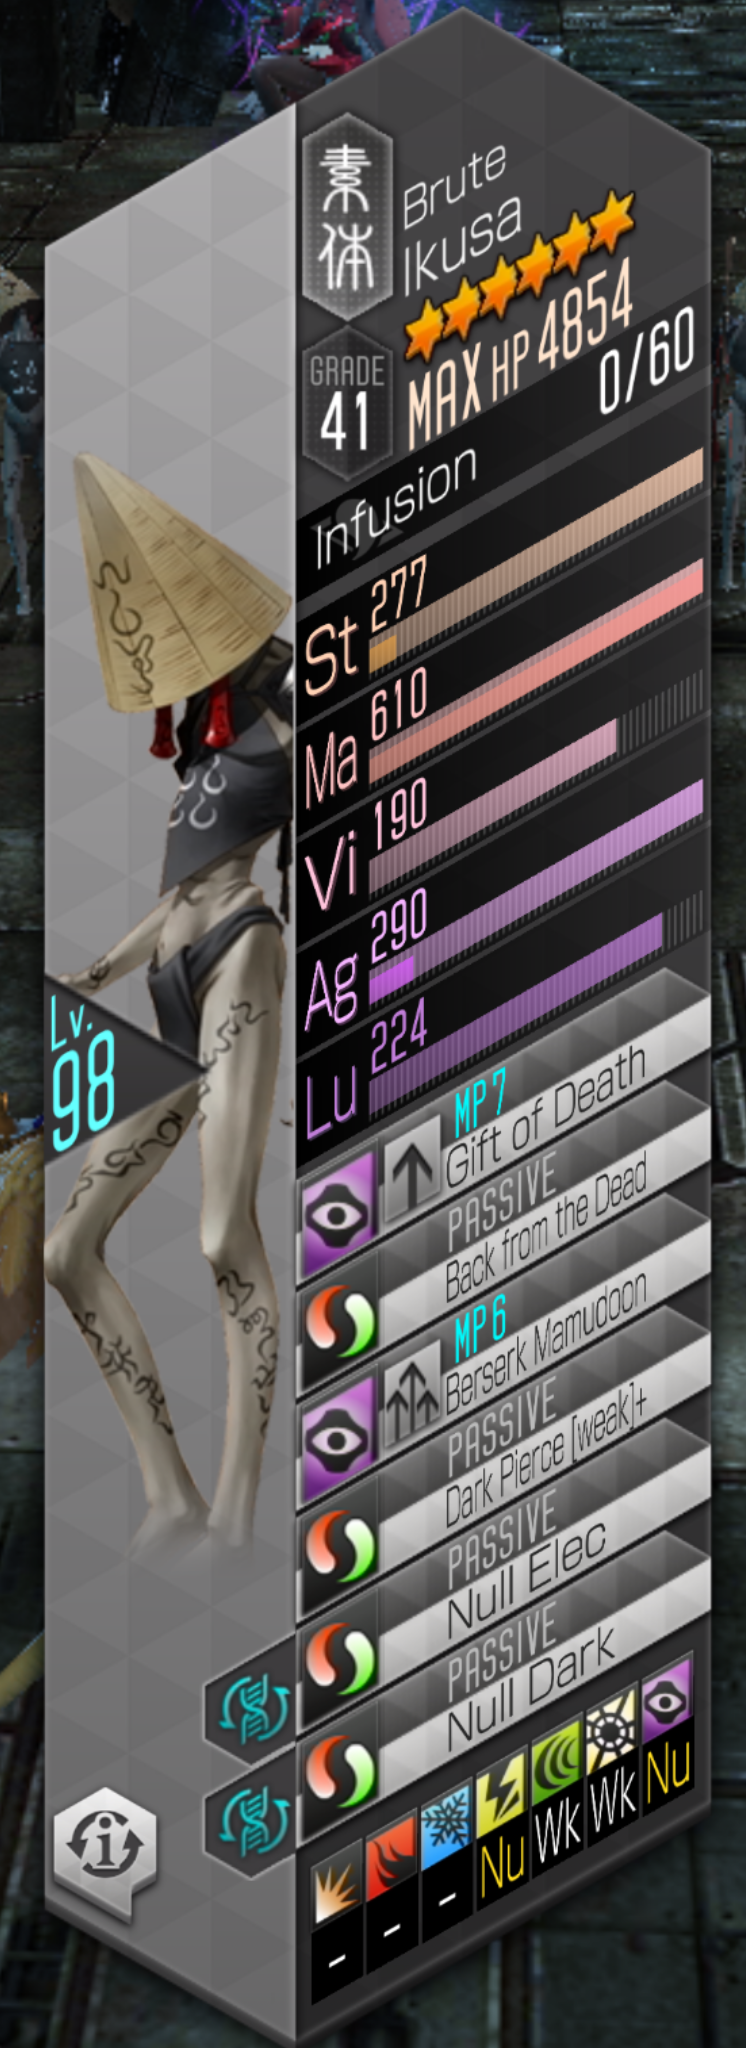 素体
Brute
Ikusa
GRADE
41
MAX HP 4854
0/60
Infusion
St 277
Ma 610
Vi 190
Ag 290
Lu 224
Lv.
98
MP 7
Gift of Death
PASSIVE
Back from the Dead
MP 6
Berserk Mamudoon
PASSIVE
Dark Pierce [weak]+
PASSIVE
Null Elec
PASSIVE
Null Dark
- - - Nu Wk Wk Nu